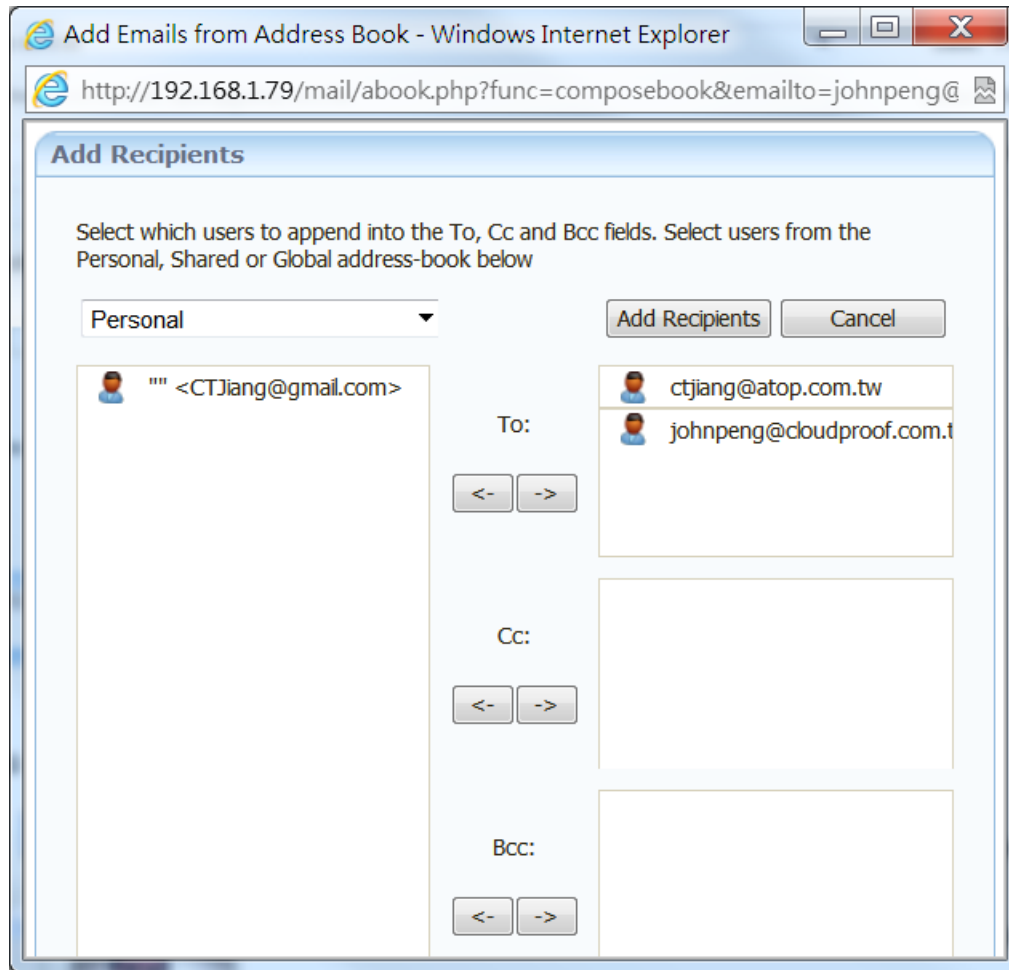 Add Emails from Address Book - Windows Internet Explorer
http://192.168.1.79/mail/abook.php?func=composebook&emailto=johnpeng@
Add Recipients
Select which users to append into the To, Cc and Bcc fields. Select users from the
Personal, Shared or Global address-book below
Personal
Add Recipients
Cancel
"" <CTJiang@gmail.com>
To:
<-
->
ctjiang@atop.com.tw
johnpeng@cloudproof.com.t
Cc:
<-
->
Bcc:
<-
->